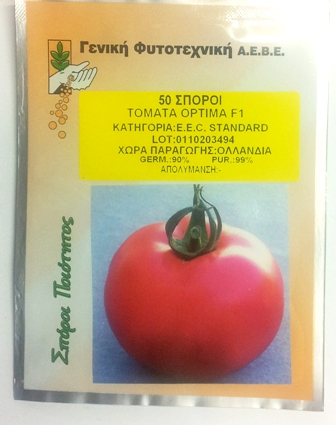 Γενική Φυτοτεχνική Α.Ε.Β.Ε.
50 ΣΠΟΡΟΙ
ΤΟΜΑΤΑ OPTIMA F1
ΚΑΤΗΓΟΡΙΑ:E.E.C. STANDARD
LOT:0110203494
ΧΩΡΑ ΠΑΡΑΓΩΓΗΣ:ΟΛΛΑΝΔΙΑ
GERM.:90% PUR.:99%
ΑΠΟΛΥΜΑΝΣΗ:-
Σπόροι Ποιότητος